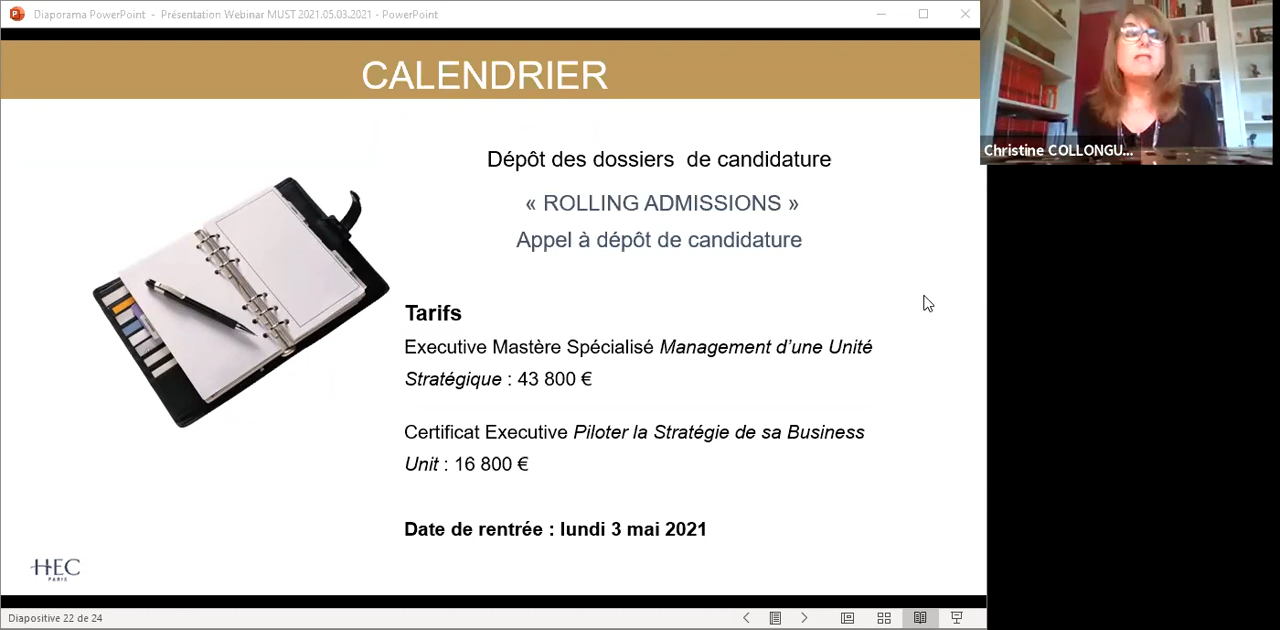 Diaporama PowerPoint - Présentation Webinar MUST 2021.05.03.2021 - PowerPoint
CALENDRIER
Christine COLLONGU...
Dépôt des dossiers de candidature
« ROLLING ADMISSIONS »
Appel à dépôt de candidature
Tarifs
Executive Mastère Spécialisé Management d’une Unité
Stratégique : 43 800 €
Certificat Executive Piloter la Stratégie de sa Business
Unit : 16 800 €
Date de rentrée : lundi 3 mai 2021
HEC
PARIS
Diapositive 22 de 24